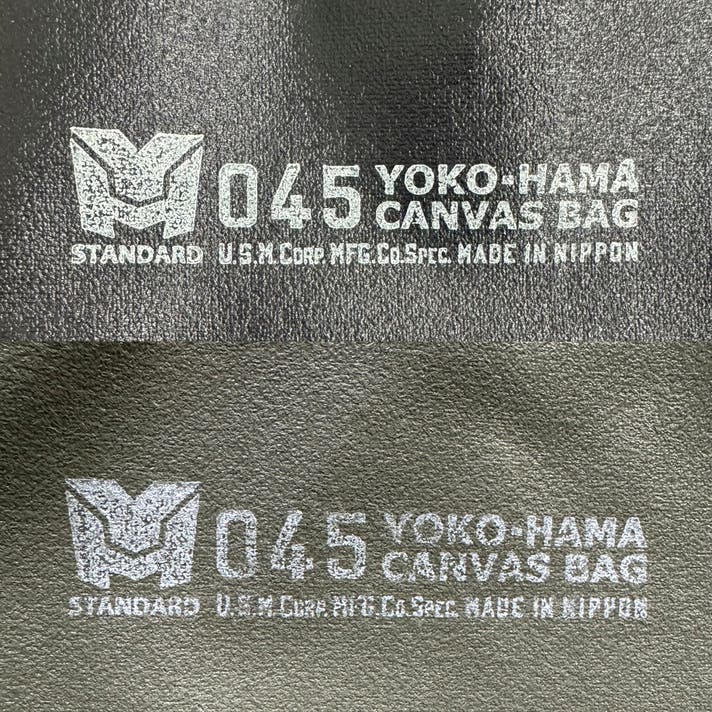 045 YOKO-HAMA
CANVAS BAG
STANDARD U.S.M.CORP. MFG.CO.SPEC. MADE IN NIPPON
045 YOKO-HAMA
CANVAS BAG
STANDARD U.S.M.CORP. MFG.CO.SPEC. MADE IN NIPPON